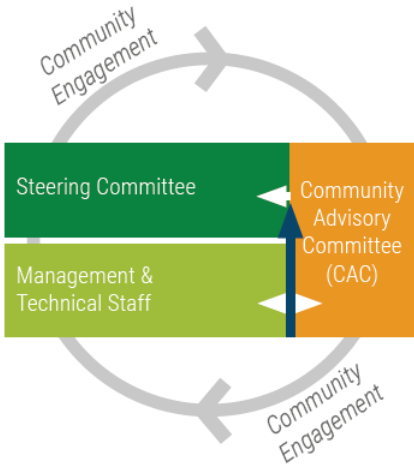 Community
Engagement
Steering Committee
Community
Advisory
Committee
(CAC)
Management &
Technical Staff
Community
Engagement